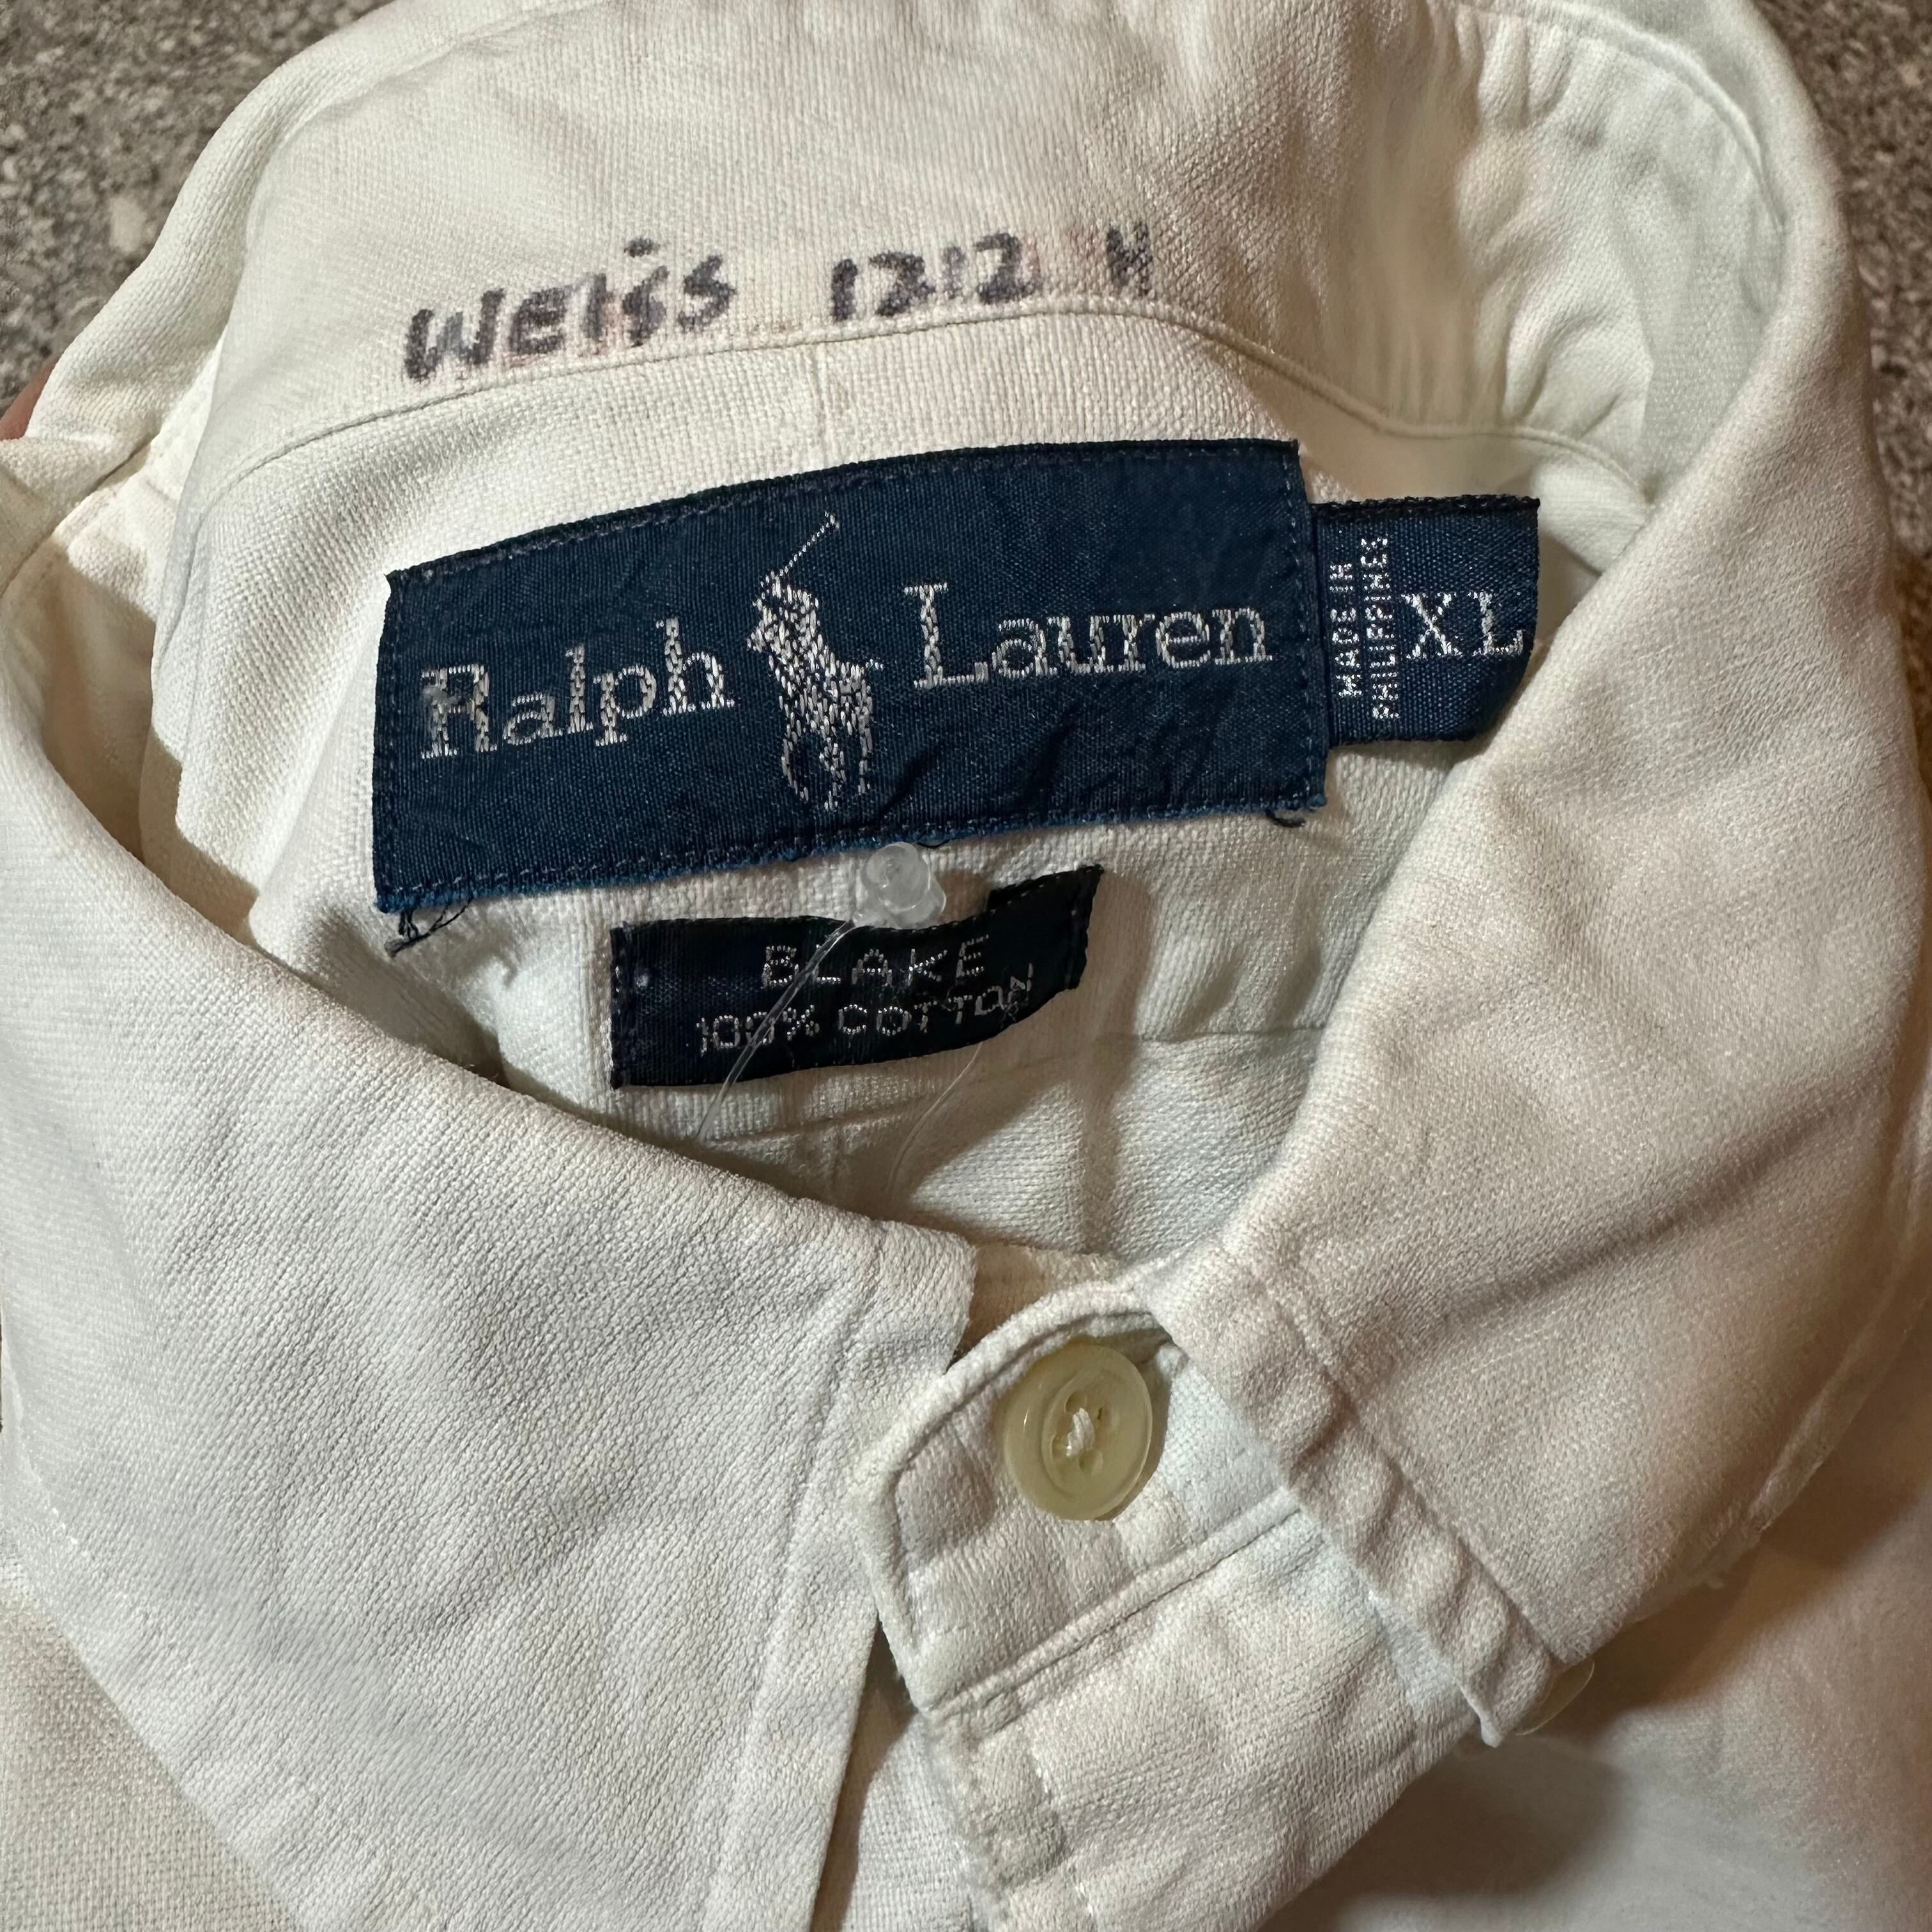 WEISS 1212 H
Ralph Lauren
MADE IN
PHILIPPINES
XL
BLAKE
100% COTTON